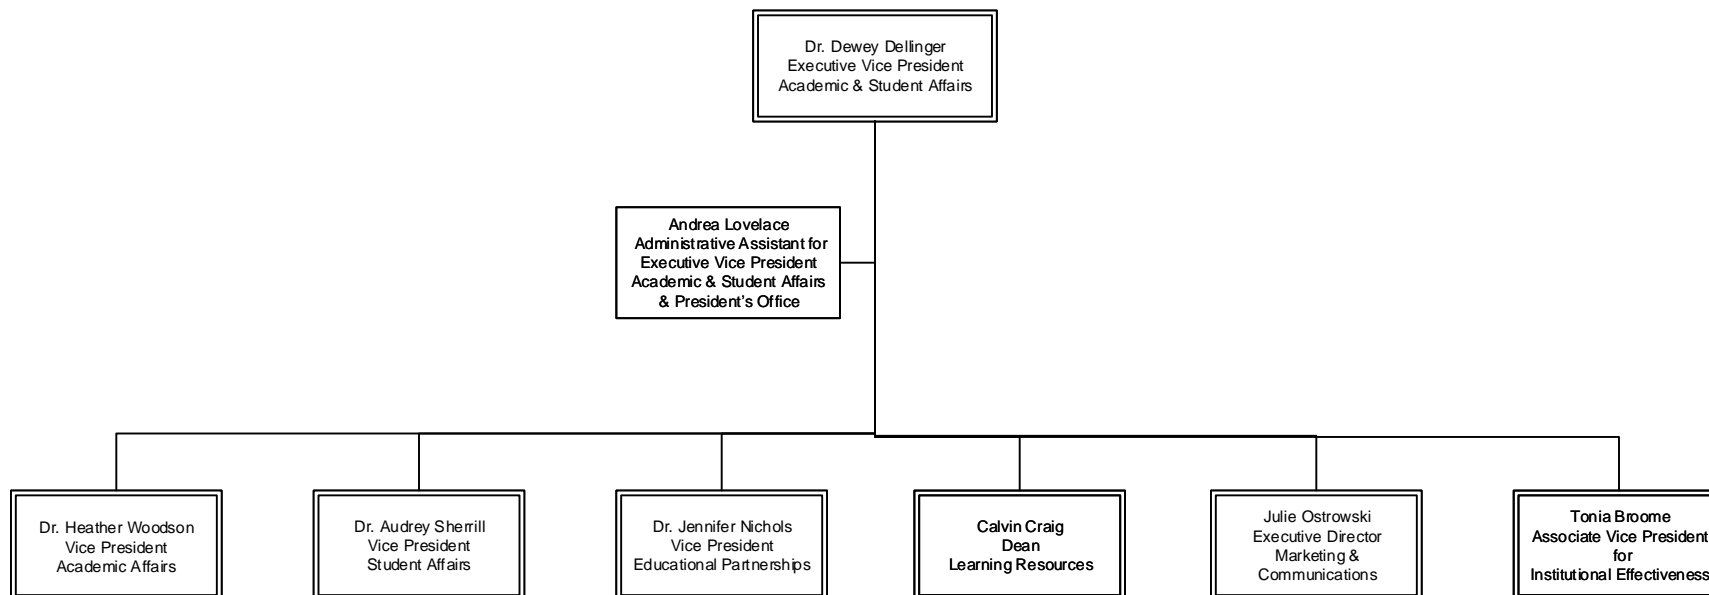 Dr. Dewey Dellinger
Executive Vice President
Academic & Student Affairs
Andrea Lovelace
Administrative Assistant for
Executive Vice President
Academic & Student Affairs
& President's Office
Dr. Heather Woodson
Vice President
Academic Affairs
Dr. Audrey Sherrill
Vice President
Student Affairs
Dr. Jennifer Nichols
Vice President
Educational Partnerships
Calvin Craig
Dean
Learning Resources
Julie Ostrowski
Executive Director
Marketing &
Communications
Tonia Broome
Associate Vice President
for
Institutional Effectiveness